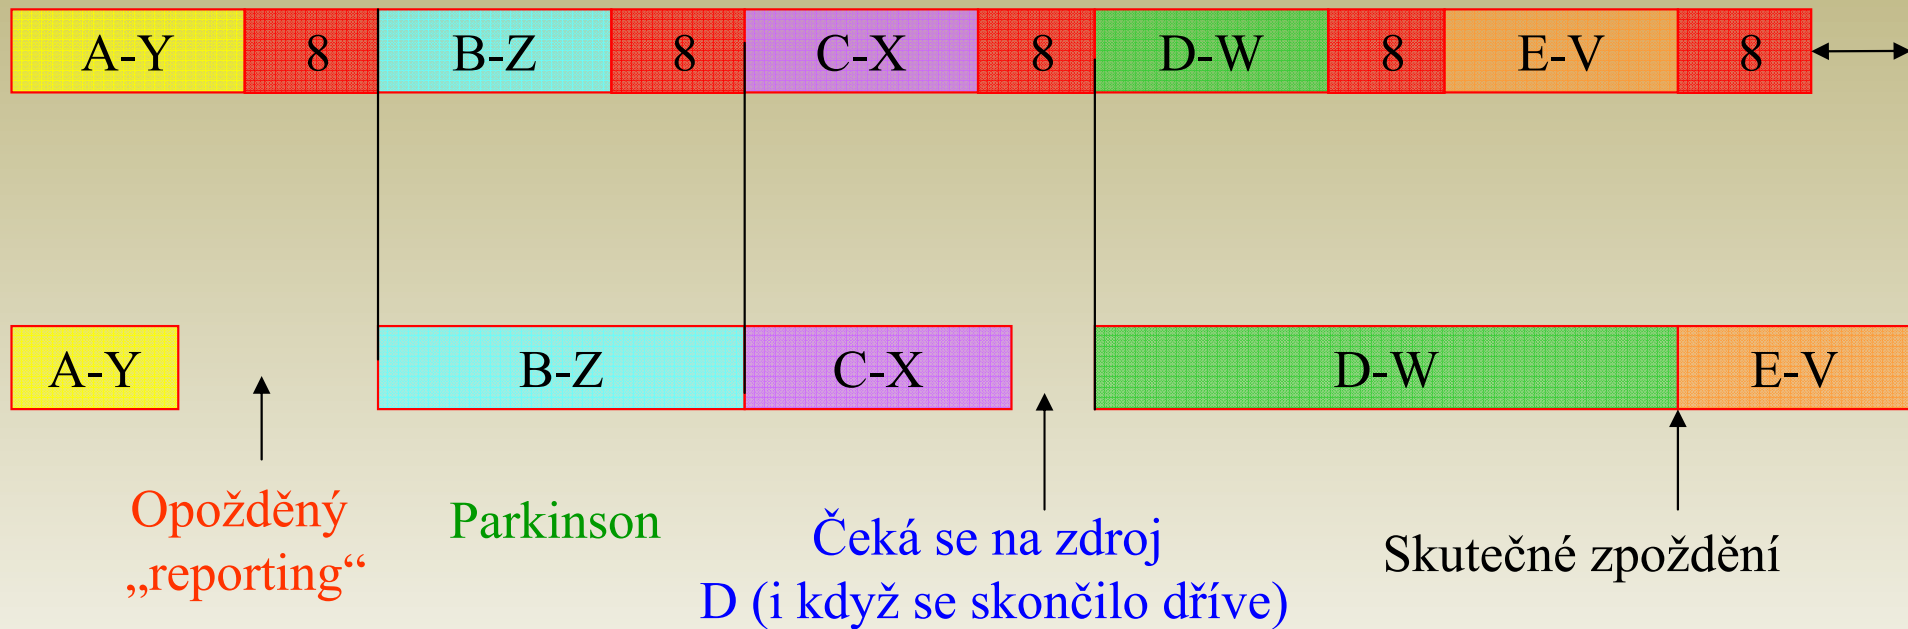 A-Y 8 B-Z 8 C-X 8 D-W 8 E-V 8
A-Y B-Z C-X D-W E-V
Opožděný
„reporting“
Parkinson
Čeká se na zdroj
D (i když se skončilo dříve)
Skutečné zpoždění